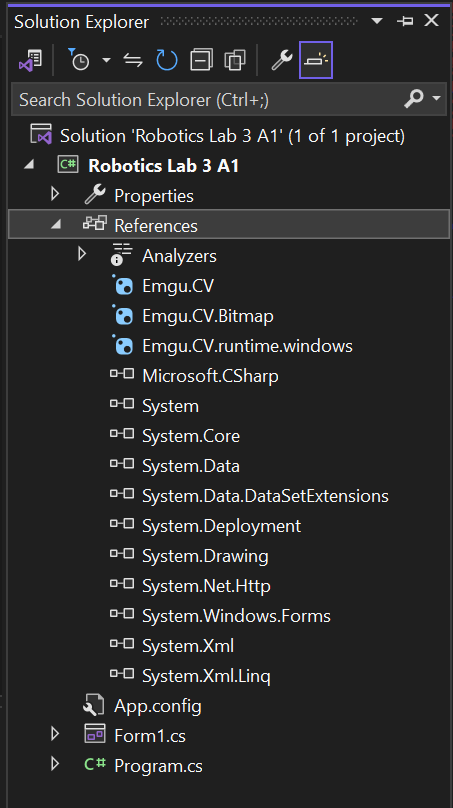 Solution Explorer
Search Solution Explorer (Ctrl+;)
Solution 'Robotics Lab 3 A1' (1 of 1 project)
C# Robotics Lab 3 A1
Properties
References
Analyzers
Emgu.CV
Emgu.CV.Bitmap
Emgu.CV.runtime.windows
Microsoft.CSharp
System
System.Core
System.Data
System.Data.DataSetExtensions
System.Deployment
System.Drawing
System.Net.Http
System.Windows.Forms
System.Xml
System.Xml.Linq
App.config
Form1.cs
C# Program.cs